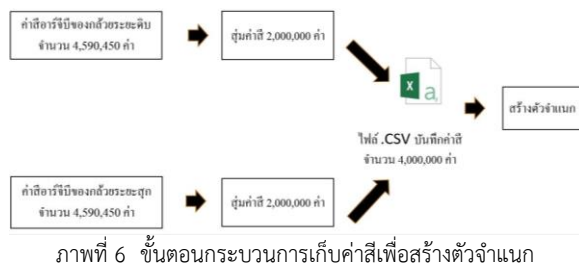 ค่าสีอาร์จีบีของกล้วยระยะดิบ
จำนวน 4,590,450 ค่า
สุ่มค่าสี 2,000,000 ค่า
X
a,
สร้างตัวจำแนก
ไฟล์ .CSV บันทึกค่าสี
จำนวน 4,000,000 ค่า
ค่าสีอาร์จีบีของกล้วยระยะสุก
จำนวน 4,590,450 ค่า
สุ่มค่าสี 2,000,000 ค่า
ภาพที่ 6 ขั้นตอนกระบวนการเก็บค่าสีเพื่อสร้างตัวจำแนก